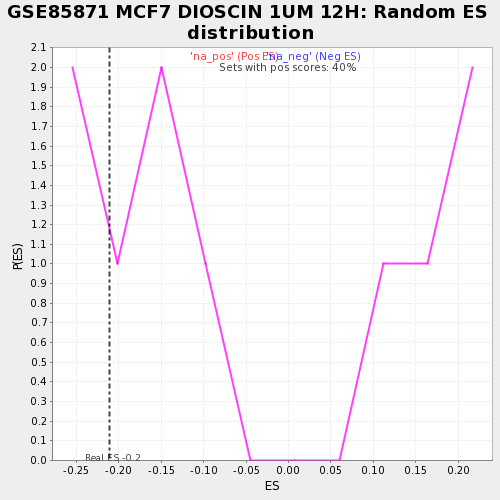 GSE85871 MCF7 DIOSCIN 1UM 12H: Random ES
distribution
'na_pos' (Pos ES) 'na_neg' (Neg ES)
Sets with pos scores: 40%
2.1
2.0
1.9
1.8
1.7
1.6
1.5
1.4
1.3
1.2
1.1
1.0
0.9
0.8
0.7
0.6
0.5
0.4
0.3
0.2
0.1
0.0
P(ES)
Real ES -0.2
-0.25 -0.20 -0.15 -0.10 -0.05 0.00 0.05 0.10 0.15 0.20
ES